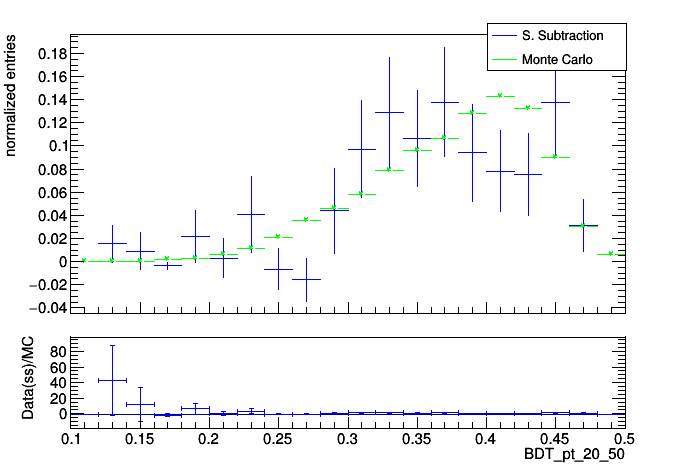 S. Subtraction
Monte Carlo
normalized entries
0.18
0.16
0.14
0.12
0.1
0.08
0.06
0.04
0.02
0
−0.02
−0.04
Data(ss)/MC
80
60
40
20
0
0.1 0.15 0.2 0.25 0.3 0.35 0.4 0.45 0.5
BDT_pt_20_50